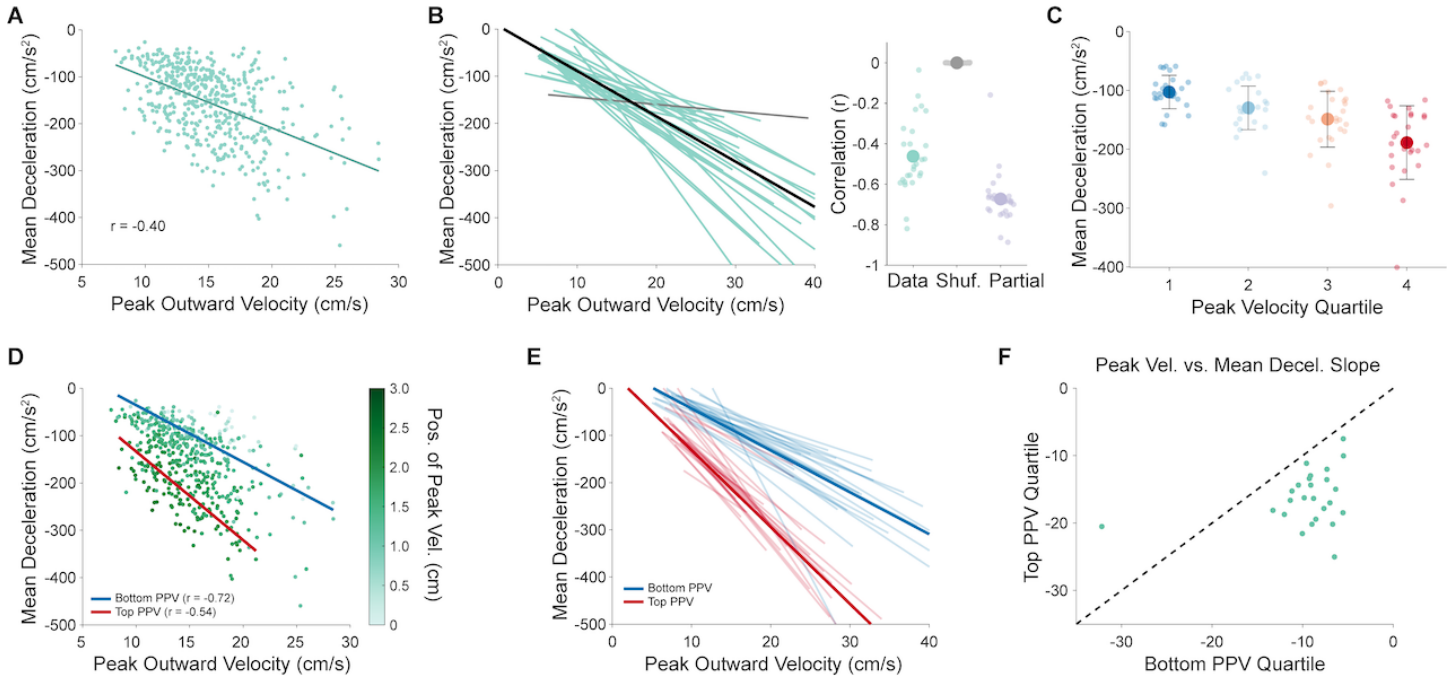 A
Mean Deceleration (cm/s²)
-0
-100
-200
-300
-400
-500
r = -0.40
5
10
15
20
25
30
Peak Outward Velocity (cm/s)
B
Mean Deceleration (cm/s²)
0
-100
-200
-300
-400
-500
0
10
20
30
40
Peak Outward Velocity (cm/s)
Correlation (r)
0
-0.2
-0.4
-0.6
-0.8
-1
Data Shuf. Partial
C
Mean Deceleration (cm/s²)
0
-100
-200
-300
-400
1
2
3
4
Peak Velocity Quartile
D
Mean Deceleration (cm/s²)
0
-100
-200
-300
-400
-500
Bottom PPV (r = -0.72)
Top PPV (r = -0.54)
5
10
15
20
25
30
Peak Outward Velocity (cm/s)
3.0
2.5
2.0
1.5
1.0
0.5
0
Pos. of Peak Vel. (cm)
E
Mean Deceleration (cm/s²)
0
-100
-200
-300
-400
-500
Bottom PPV
Top PPV
0
10
20
30
40
Peak Outward Velocity (cm/s)
F
Peak Vel. vs. Mean Decel. Slope
Top PPV Quartile
0
-10
-20
-30
-30
-20
-10
0
Bottom PPV Quartile